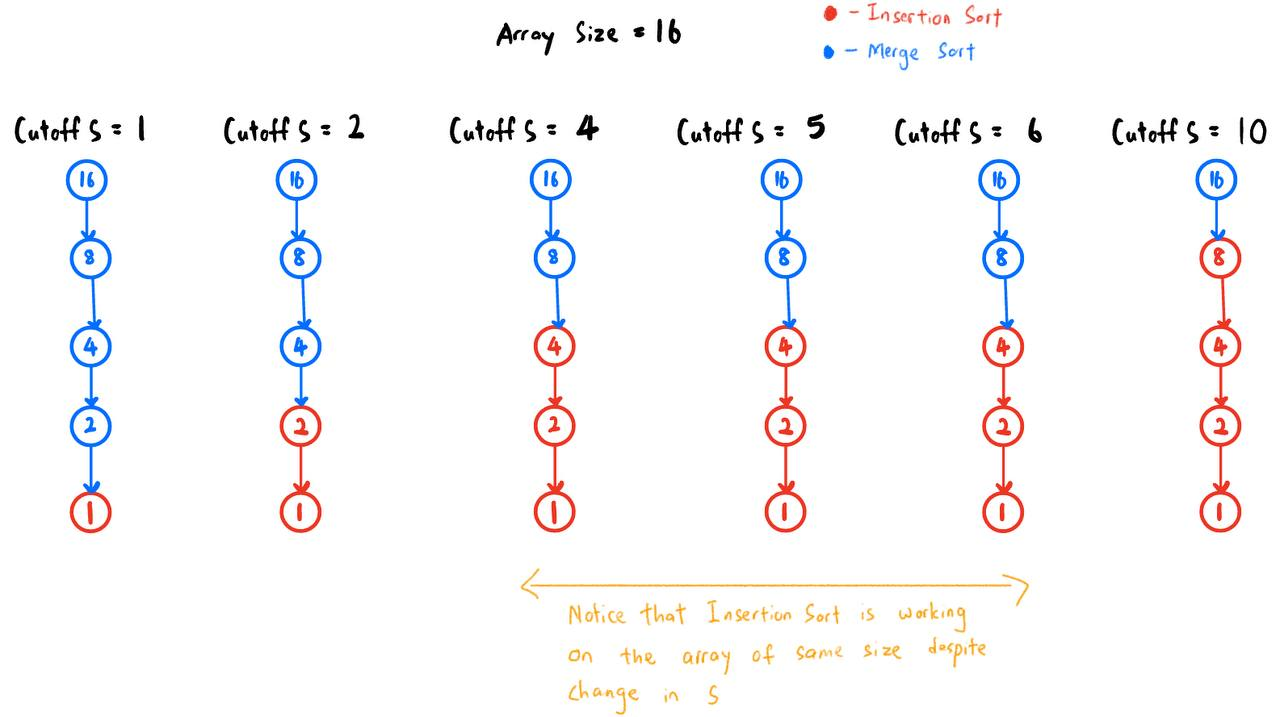 Array Size = 16
• - Insertion Sort
• - Merge Sort
Cutoff S = 1
Cutoff S = 2
Cutoff S = 4
Cutoff S = 5
Cutoff S = 6
Cutoff S = 10
16 16 16 16 16 16
8 8 8 8 8 8
4 4 4 4 4 4
2 2 2 2 2 2
1 1 1 1 1 1
Notice that Insertion Sort is working
on the array of same size despite
change in S